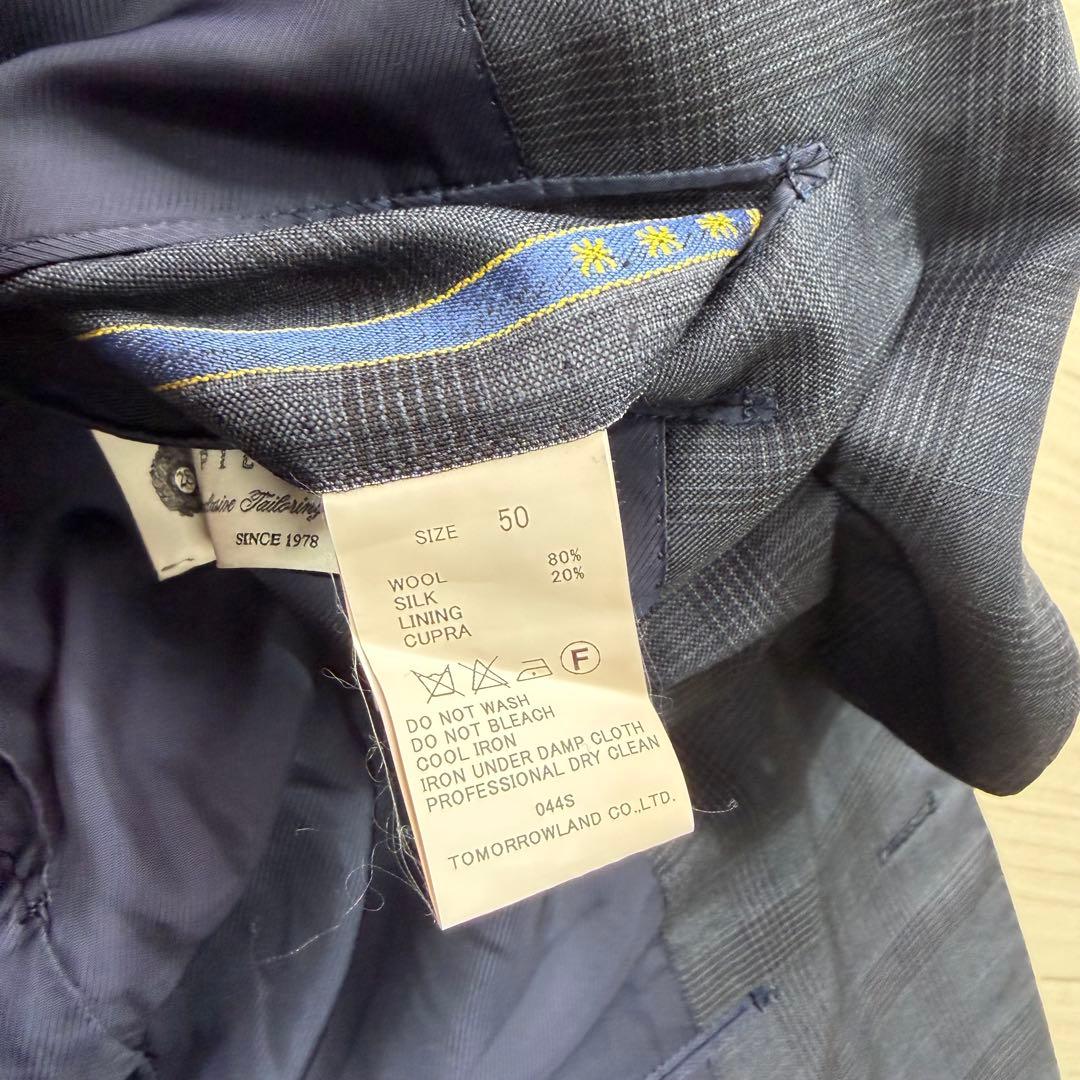 SIZE 50
WOOL 80%
SILK 20%
LINING
CUPRA
F
DO NOT WASH
DO NOT BLEACH
COOL IRON
IRON UNDER DAMP CLOTH
PROFESSIONAL DRY CLEAN
044S
TOMORROWLAND CO.,LTD.
Tailoring
SINCE 1978